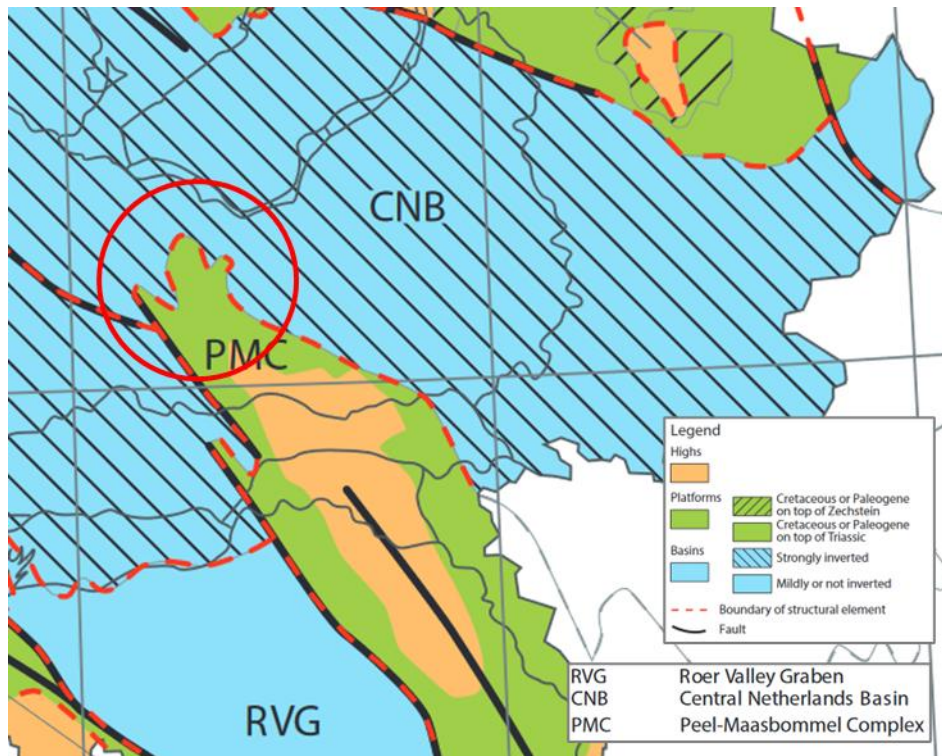 CNB
PMC
RVG
Legend
Highs
Platforms
Cretaceous or Paleogene
on top of Zechstein
Cretaceous or Paleogene
on top of Triassic
Basins
Strongly inverted
Mildly or not inverted
Boundary of structural element
Fault
RVG Roer Valley Graben
CNB Central Netherlands Basin
PMC Peel-Maasbommel Complex